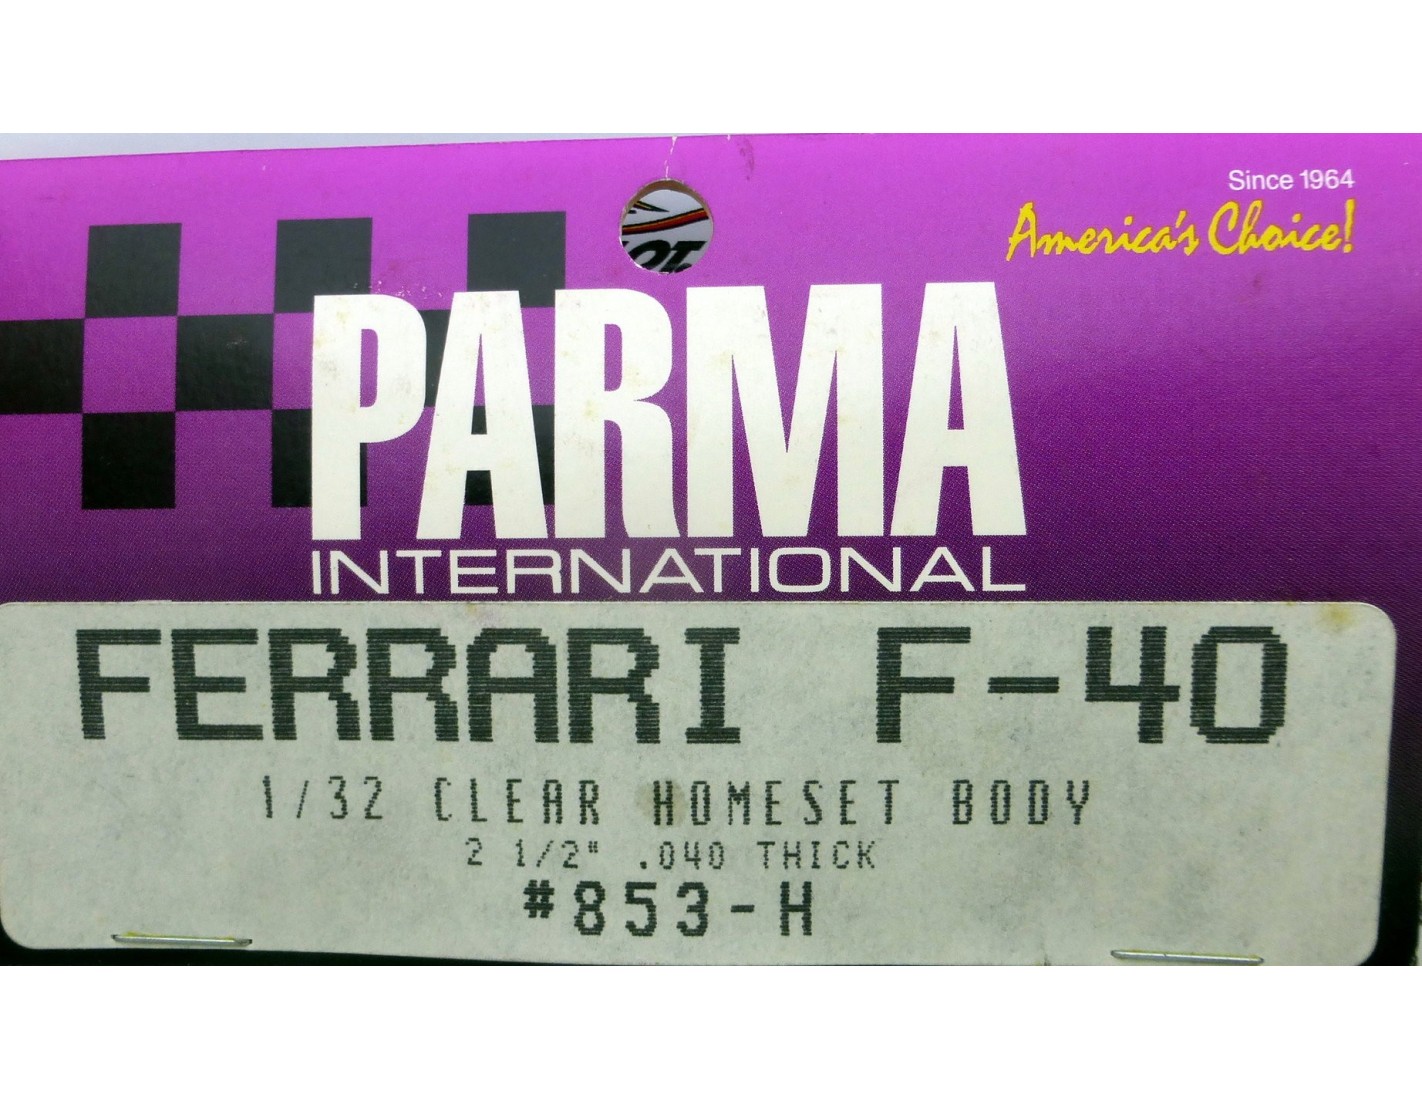 Since 1964
America's Choice!
PARMA
INTERNATIONAL
FERRARI F-40
1/32 CLEAR HOMESET BODY
2 1/2" .040 THICK
#853-H